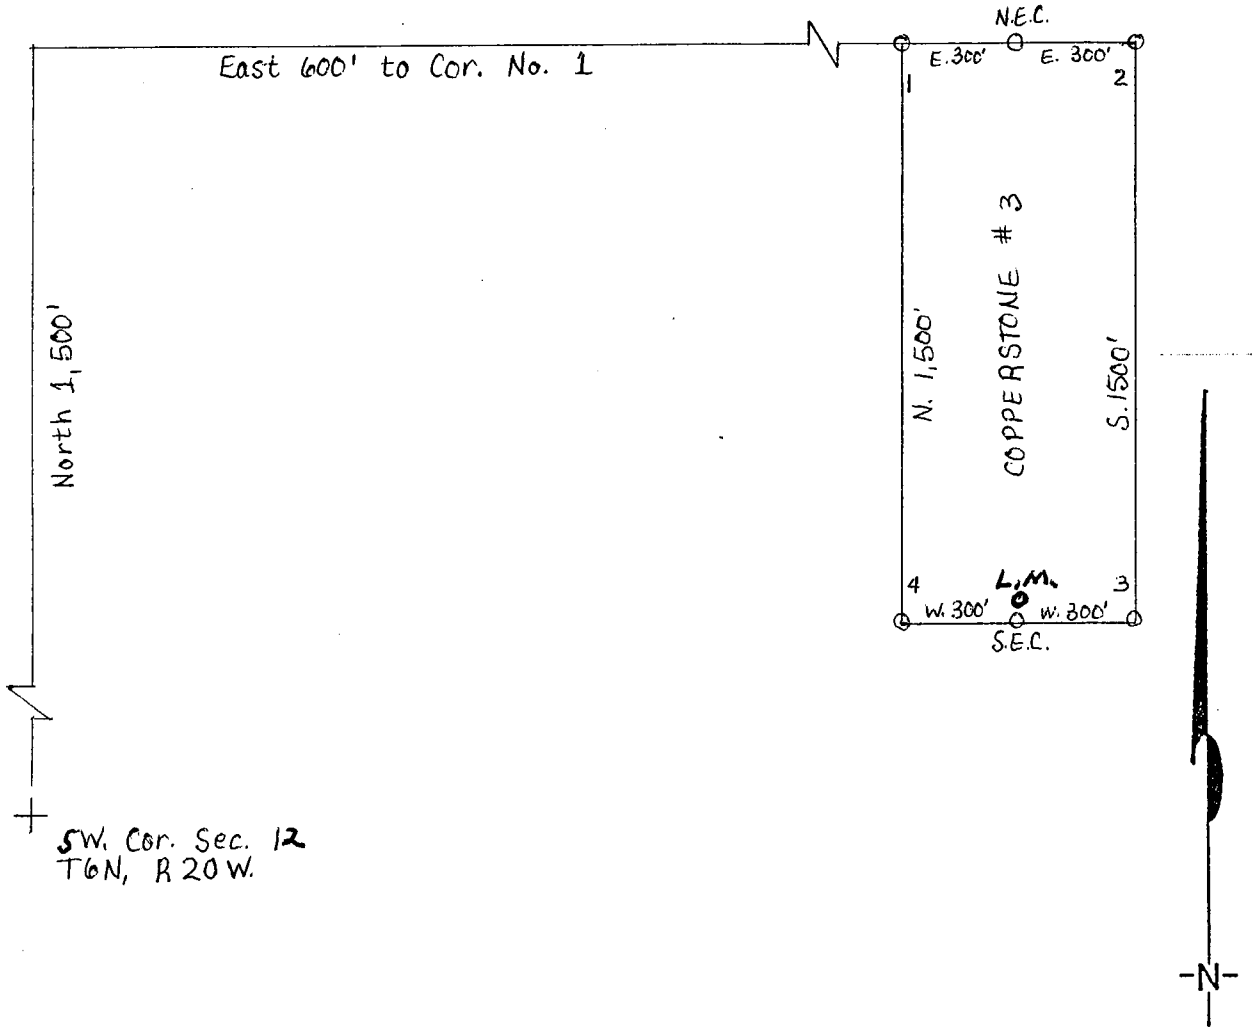 N.E.C.
East 600' to Cor. No. 1
E. 300'
E. 300'
1
2
North 1,500'
N. 1,500'
COPPERSTONE # 3
S. 1500'
4
L.M.
3
W. 300'
W. 300'
S.E.C.
SW. Cor. Sec. 12
T6N, R 20 W.
-N-